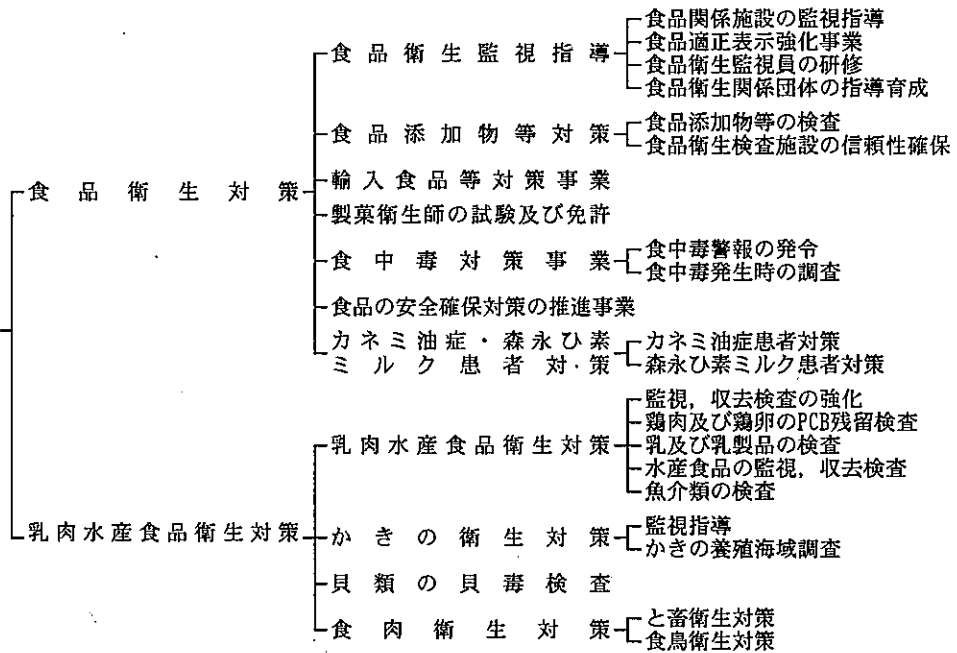 食品衛生対策
食品衛生監視指導
食品関係施設の監視指導
食品適正表示強化事業
食品衛生監視員の研修
食品衛生関係団体の指導育成
食品添加物等対策
食品添加物等の検査
食品衛生検査施設の信頼性確保
輸入食品等対策事業
製菓衛生師の試験及び免許
食中毒対策事業
食中毒警報の発令
食中毒発生時の調査
食品の安全確保対策の推進事業
カネミ油症・森永ひ素
ミルク患者対策
カネミ油症患者対策
森永ひ素ミルク患者対策
乳肉水産食品衛生対策
乳肉水産食品衛生対策
監視，収去検査の強化
鶏肉及び鶏卵のPCB残留検査
乳及び乳製品の検査
水産食品の監視，収去検査
魚介類の検査
かきの衛生対策
監視指導
かきの養殖海域調査
貝類の貝毒検査
食肉衛生対策
と畜衛生対策
食鳥衛生対策